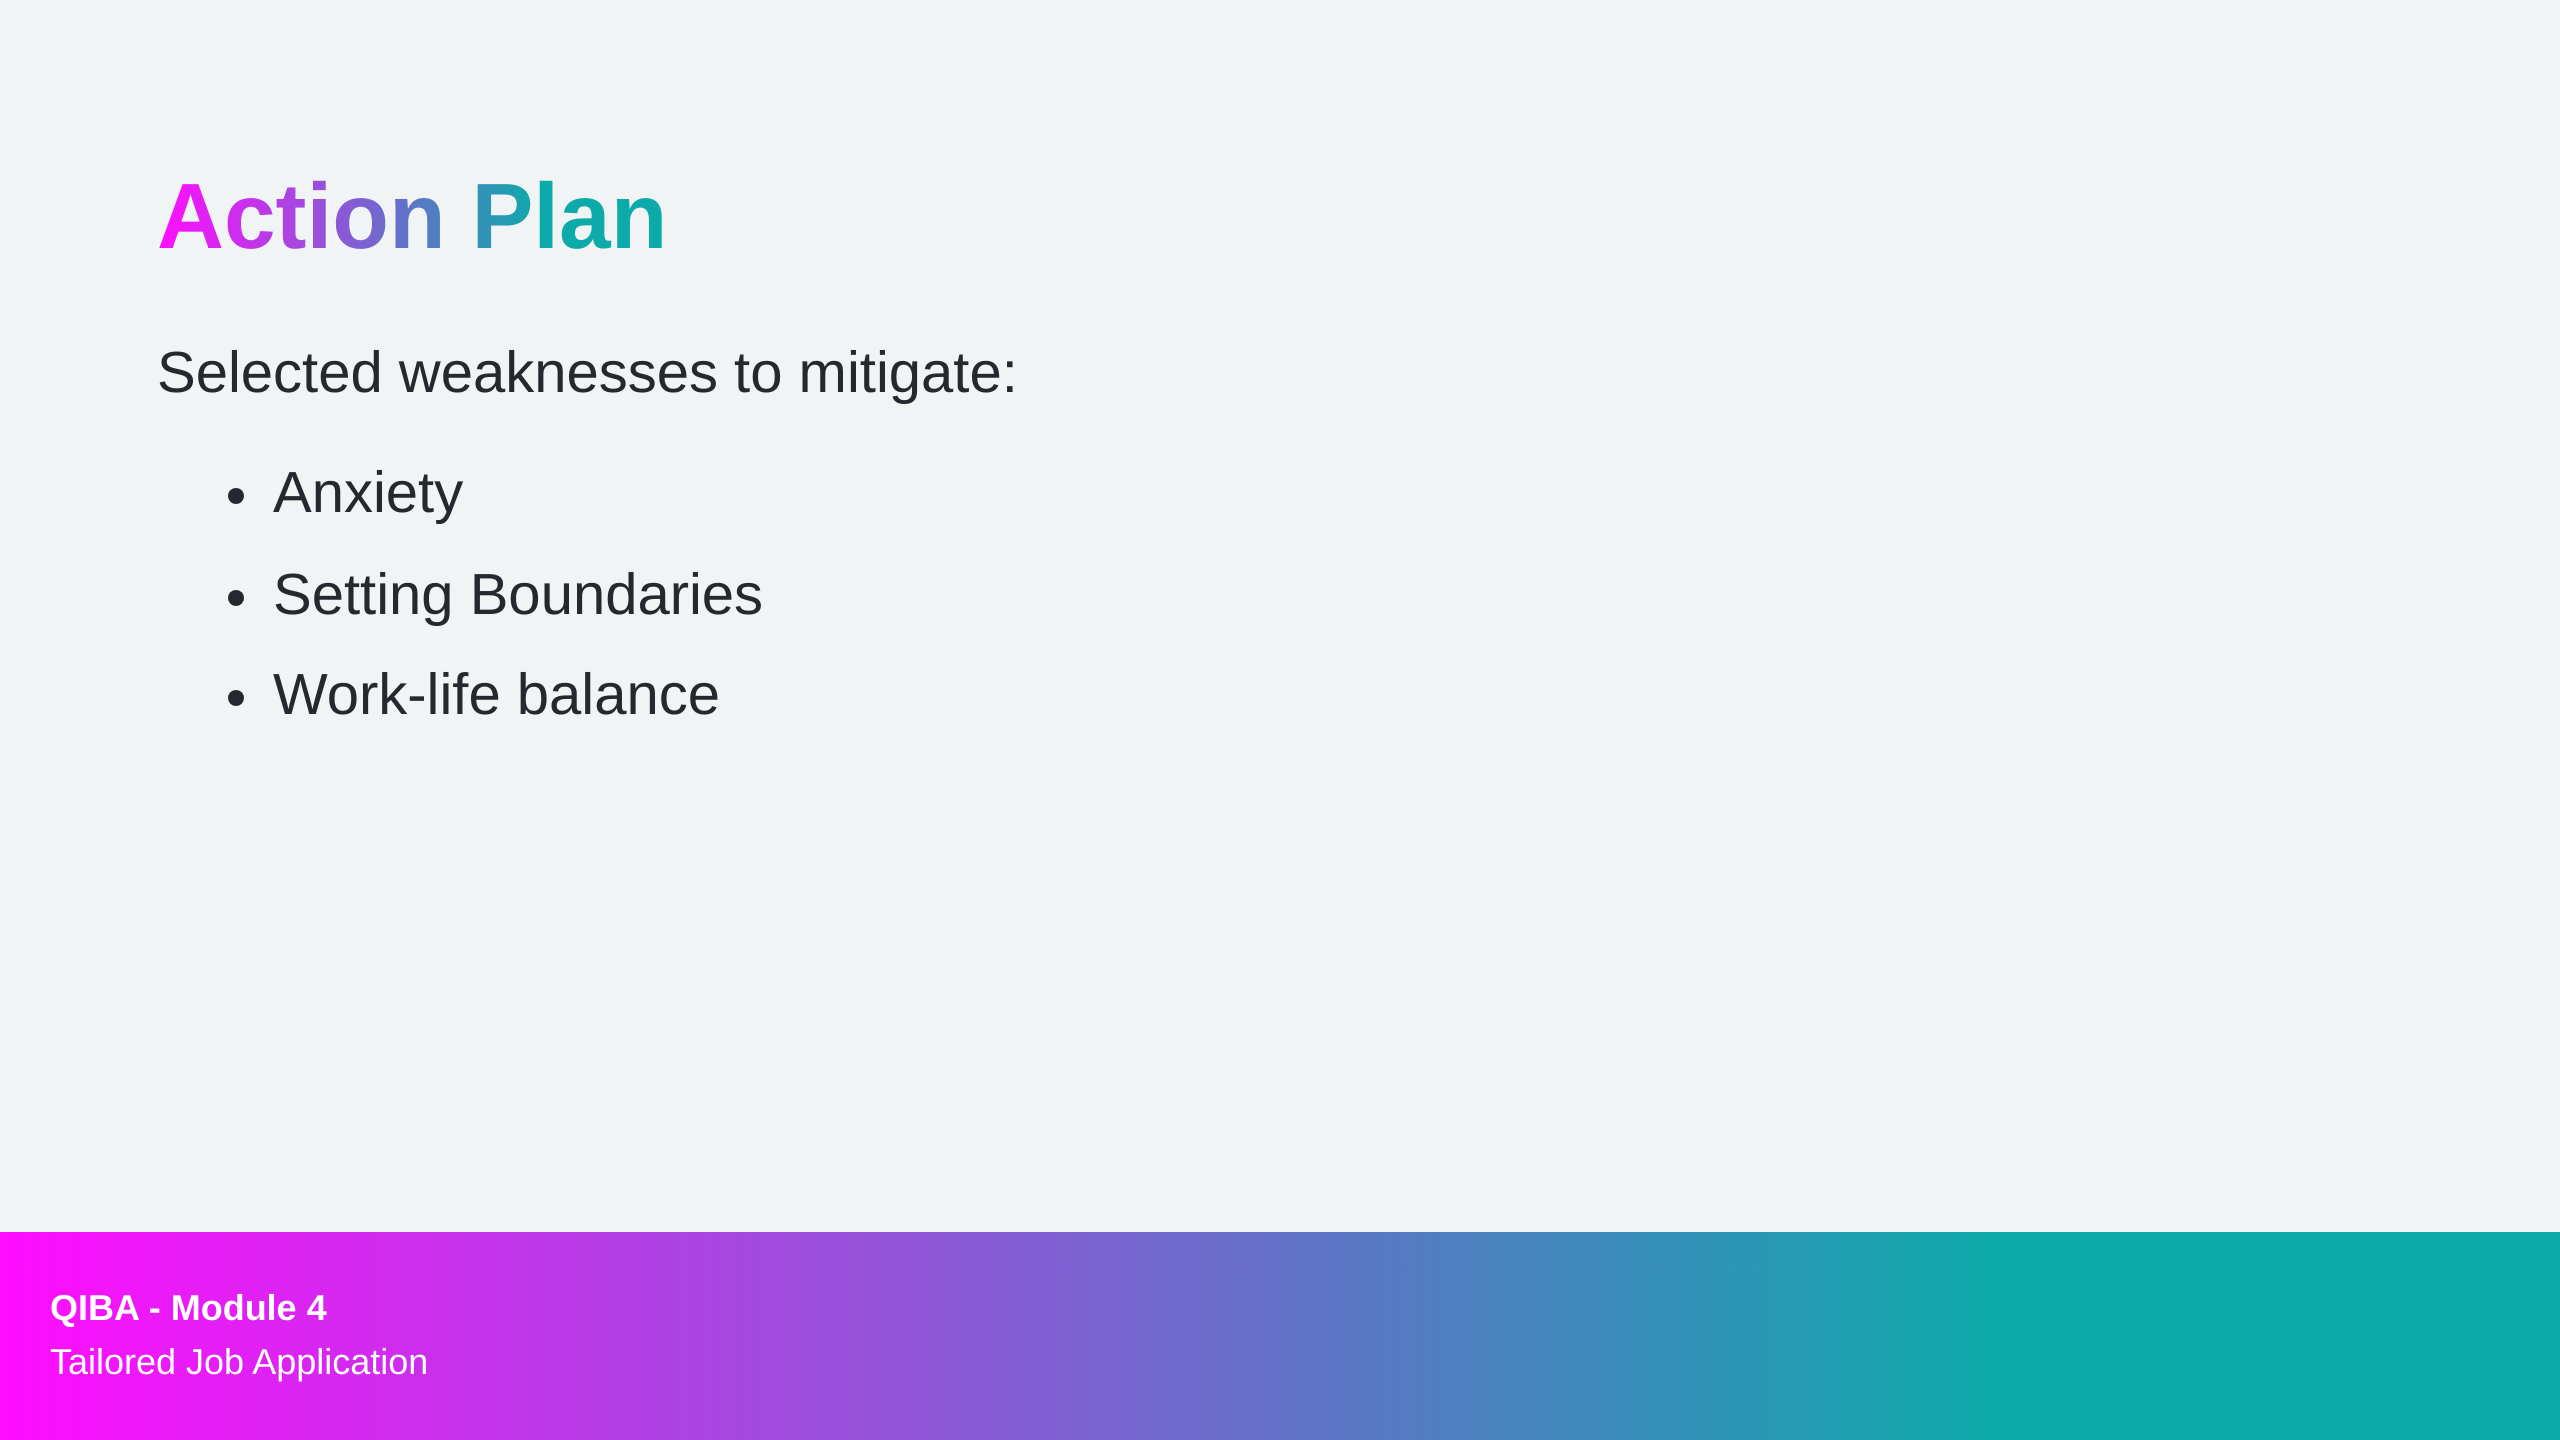 Action Plan
Selected weaknesses to mitigate:
• Anxiety
• Setting Boundaries
• Work-life balance
QIBA - Module 4
Tailored Job Application